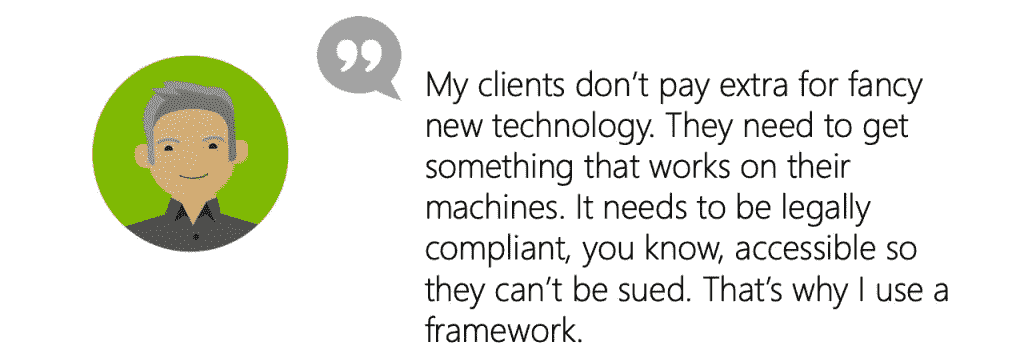 My clients don’t pay extra for fancy
new technology. They need to get
something that works on their
machines. It needs to be legally
compliant, you know, accessible so
they can’t be sued. That’s why I use a
framework.